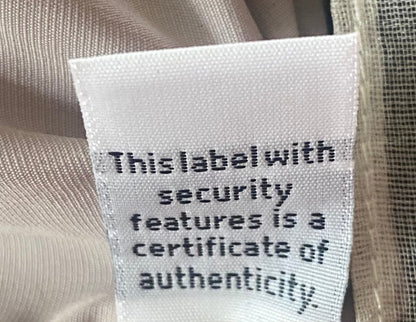 This label with
security
features is a
certificate of
authenticity.